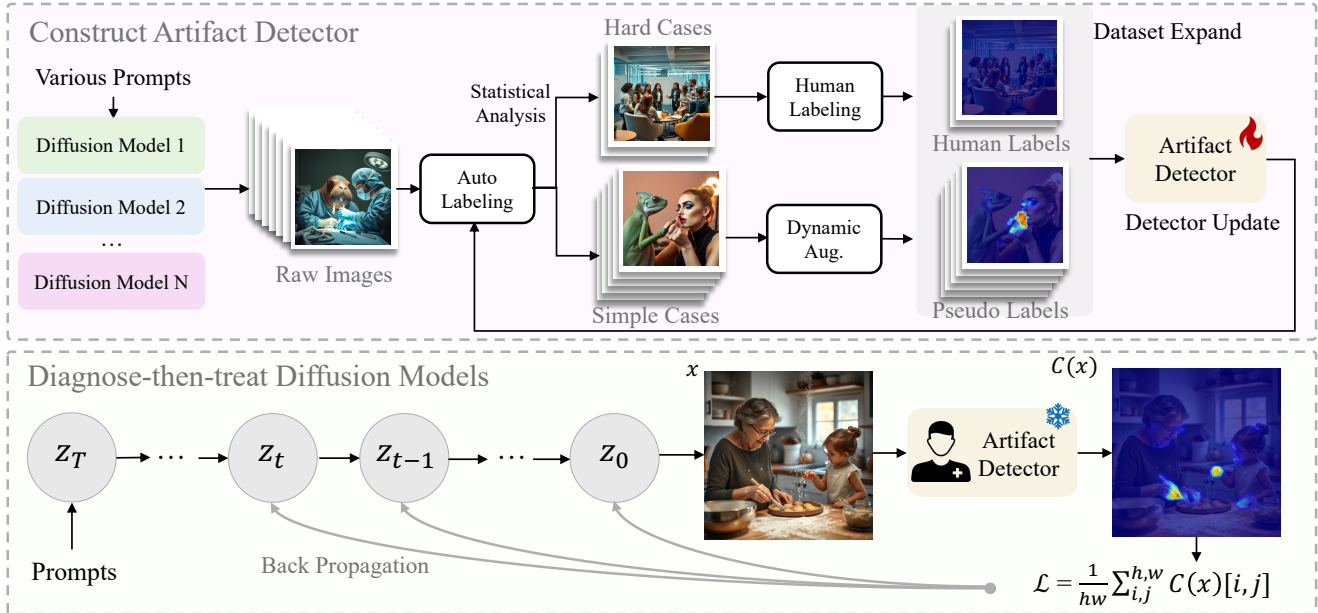 Construct Artifact Detector
Various Prompts
Diffusion Model 1
Diffusion Model 2
...
Diffusion Model N
Raw Images
Auto
Labeling
Statistical
Analysis
Hard Cases
Simple Cases
Human
Labeling
Dynamic
Aug.
Dataset Expand
Human Labels
Pseudo Labels
Artifact
Detector
Detector Update
Diagnose-then-treat Diffusion Models
z_T
...
z_t
z_{t−1}
...
z_0
Prompts
Back Propagation
x
Artifact
Detector
C(x)
ℒ = \frac{1}{hw} ∑_{i,j}^{h,w} C(x)[i,j]